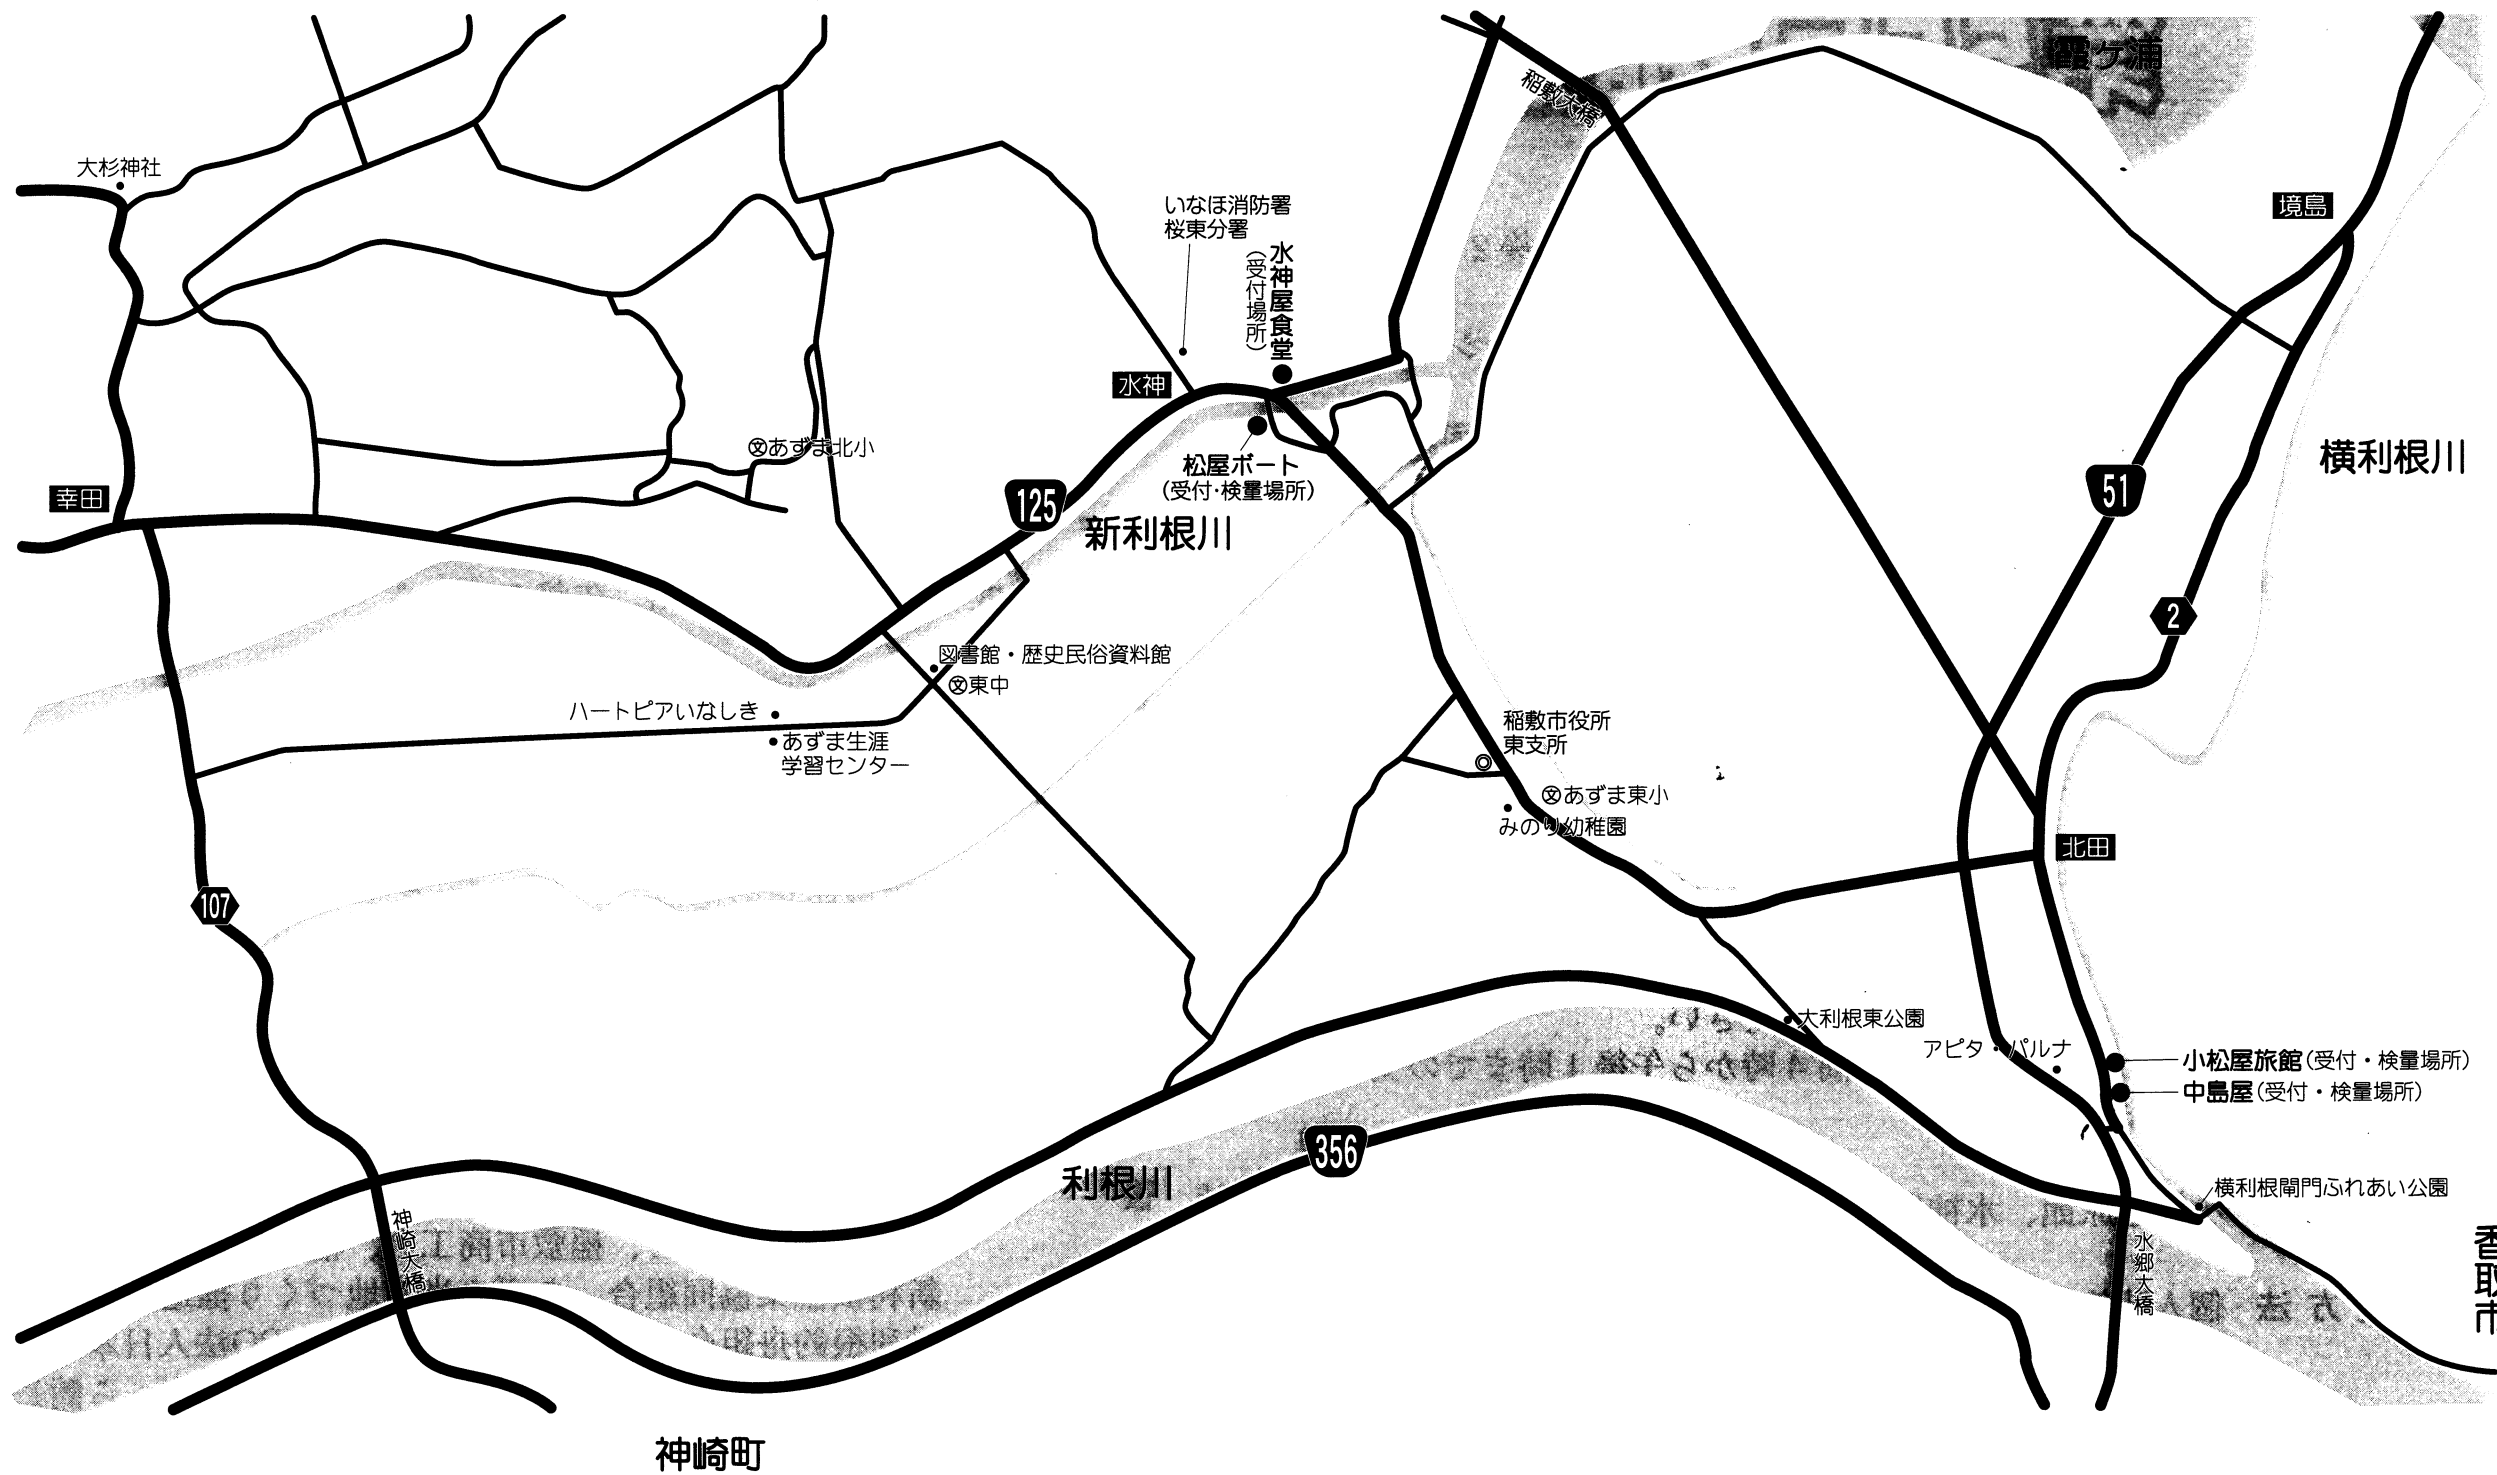 霞ヶ浦
稲敷大橋
大杉神社
境島
いなほ消防署
桜東分署
水神屋食堂
(受付場所)
水神
横利根川
あずま北小
松屋ボート
(受付・検量場所)
51
幸田
125
新利根川
2
図書館・歴史民俗資料館
東中
ハートピアいなしき
あずま生涯
学習センター
稲敷市役所
東支所
あずま東小
みのり幼稚園
北田
107
大利根東公園
アピタ・パルナ
小松屋旅館(受付・検量場所)
中島屋(受付・検量場所)
356
利根川
横利根閘門ふれあい公園
神崎大橋
水郷大橋
香取市
神崎町